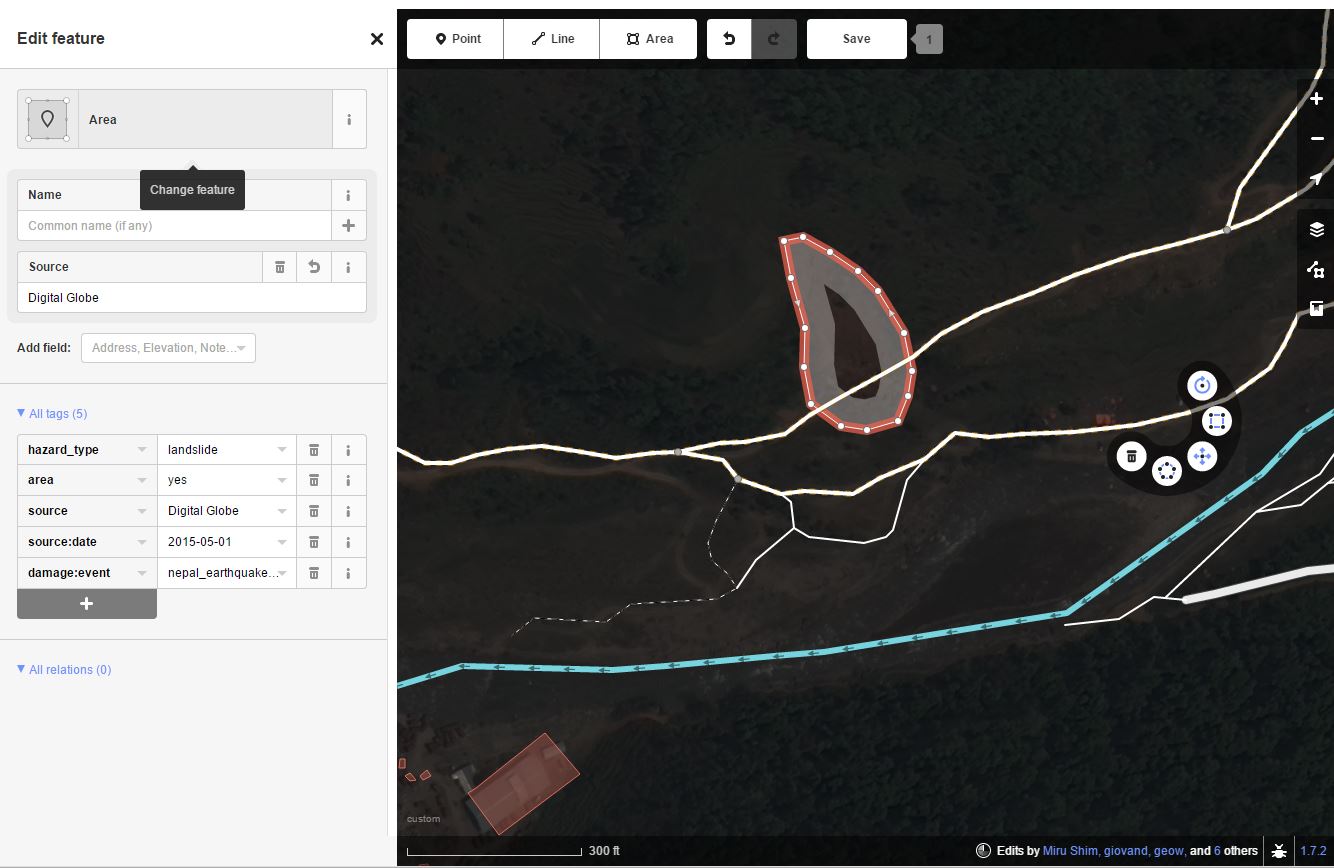 Edit feature
Point
Line
Area
Save
1
Area
Change feature
Name
Common name (if any)
Source
Digital Globe
Add field:
Address, Elevation, Note...
All tags (5)
hazard_type landslide
area yes
source Digital Globe
source:date 2015-05-01
damage:event nepal_earthquake...
All relations (0)
custom
300 ft
Edits by Miru Shim, giovand, geow, and 6 others
1.7.2